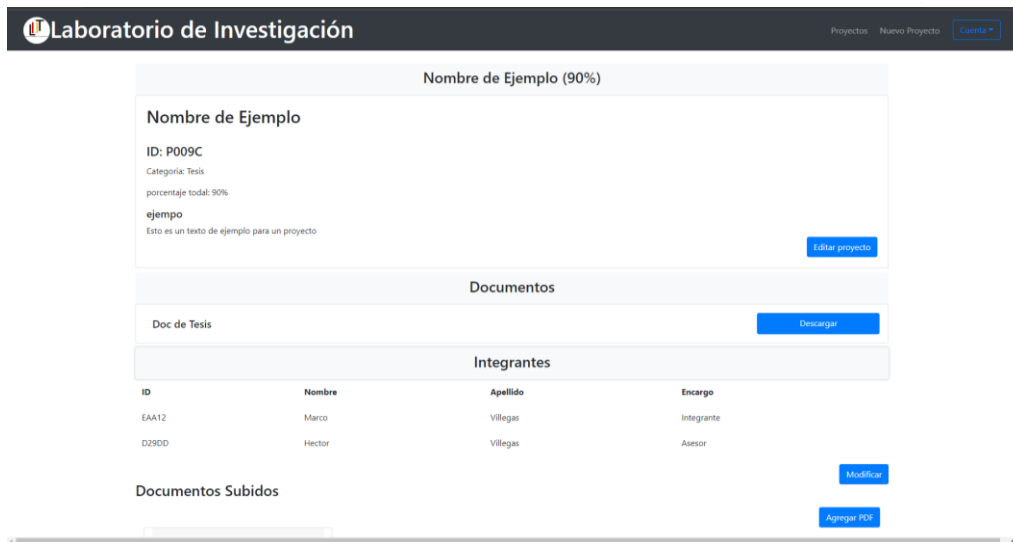 Laboratorio de Investigación
Proyectos Nuevo Proyecto Cuenta
Nombre de Ejemplo (90%)
Nombre de Ejemplo
ID: P009C
Categoria: Tesis
porcentaje todal: 90%
ejempo
Esto es un texto de ejemplo para un proyecto
Editar proyecto
Documentos
Doc de Tesis Descargar
Integrantes
ID Nombre Apellido Encargo
EAA12 Marco Villegas Integrante
D29DD Hector Villegas Asesor
Modificar
Documentos Subidos
Agregar PDF